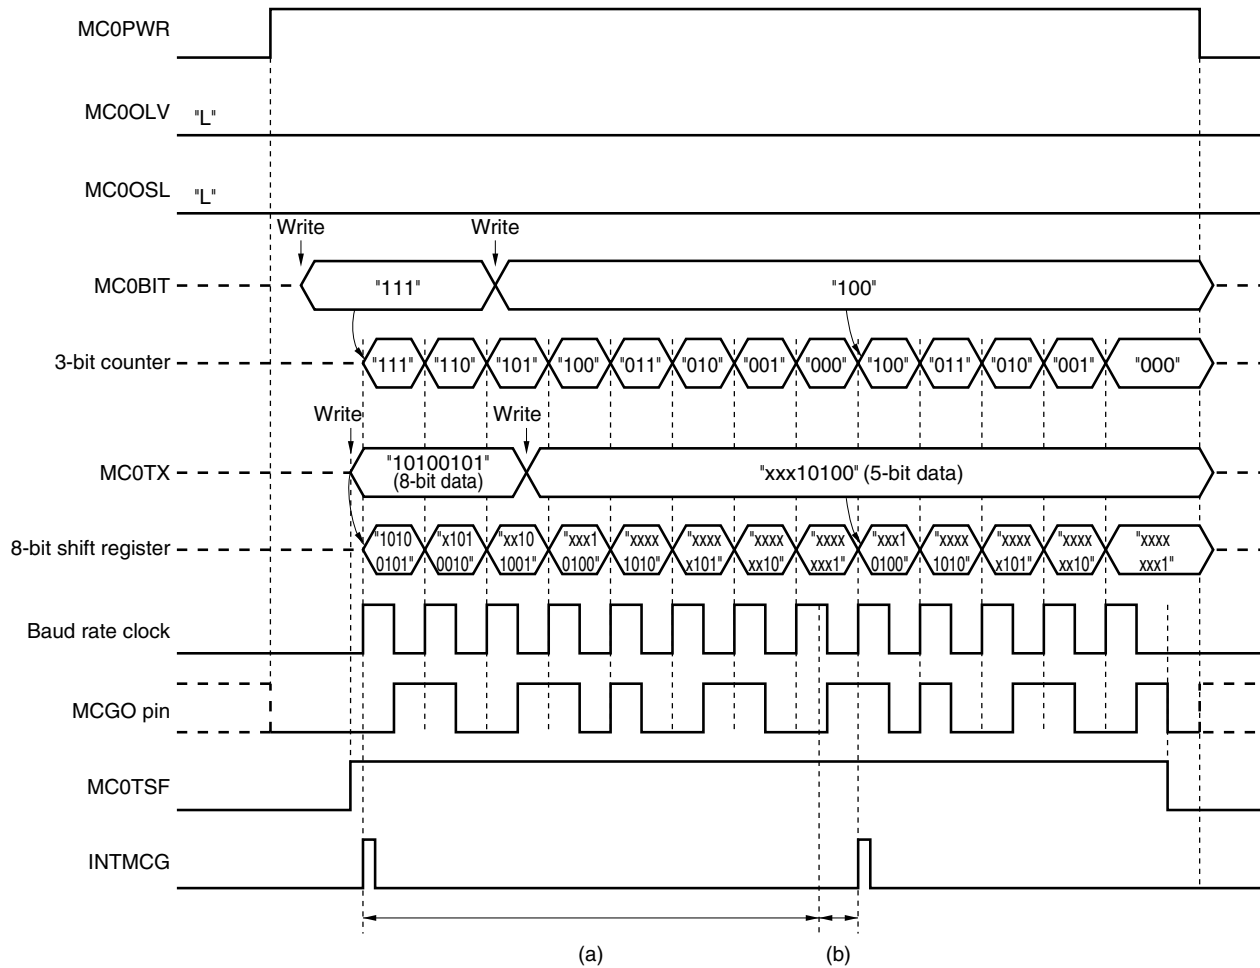 MC0PWR
MC0OLV "L"
MC0OSL "L"
Write Write
MC0BIT "111" "100"
3-bit counter "111" "110" "101" "100" "011" "010" "001" "000" "100" "011" "010" "001" "000"
Write Write
MC0TX "10100101" "xxx10100" (5-bit data)
(8-bit data)
8-bit shift register "1010 "x101 "xx10 "xxx1 "xxxx "xxxx "xxxx "xxxx "xxx1 "xxxx "xxxx "xxxx "xxxx
0101" 0010" 1001" 0100" 1010" x101" xx10" xxx1" 0100" 1010" x101" xx10" xxx1"
Baud rate clock
MCGO pin
MC0TSF
INTMCG
(a) (b)